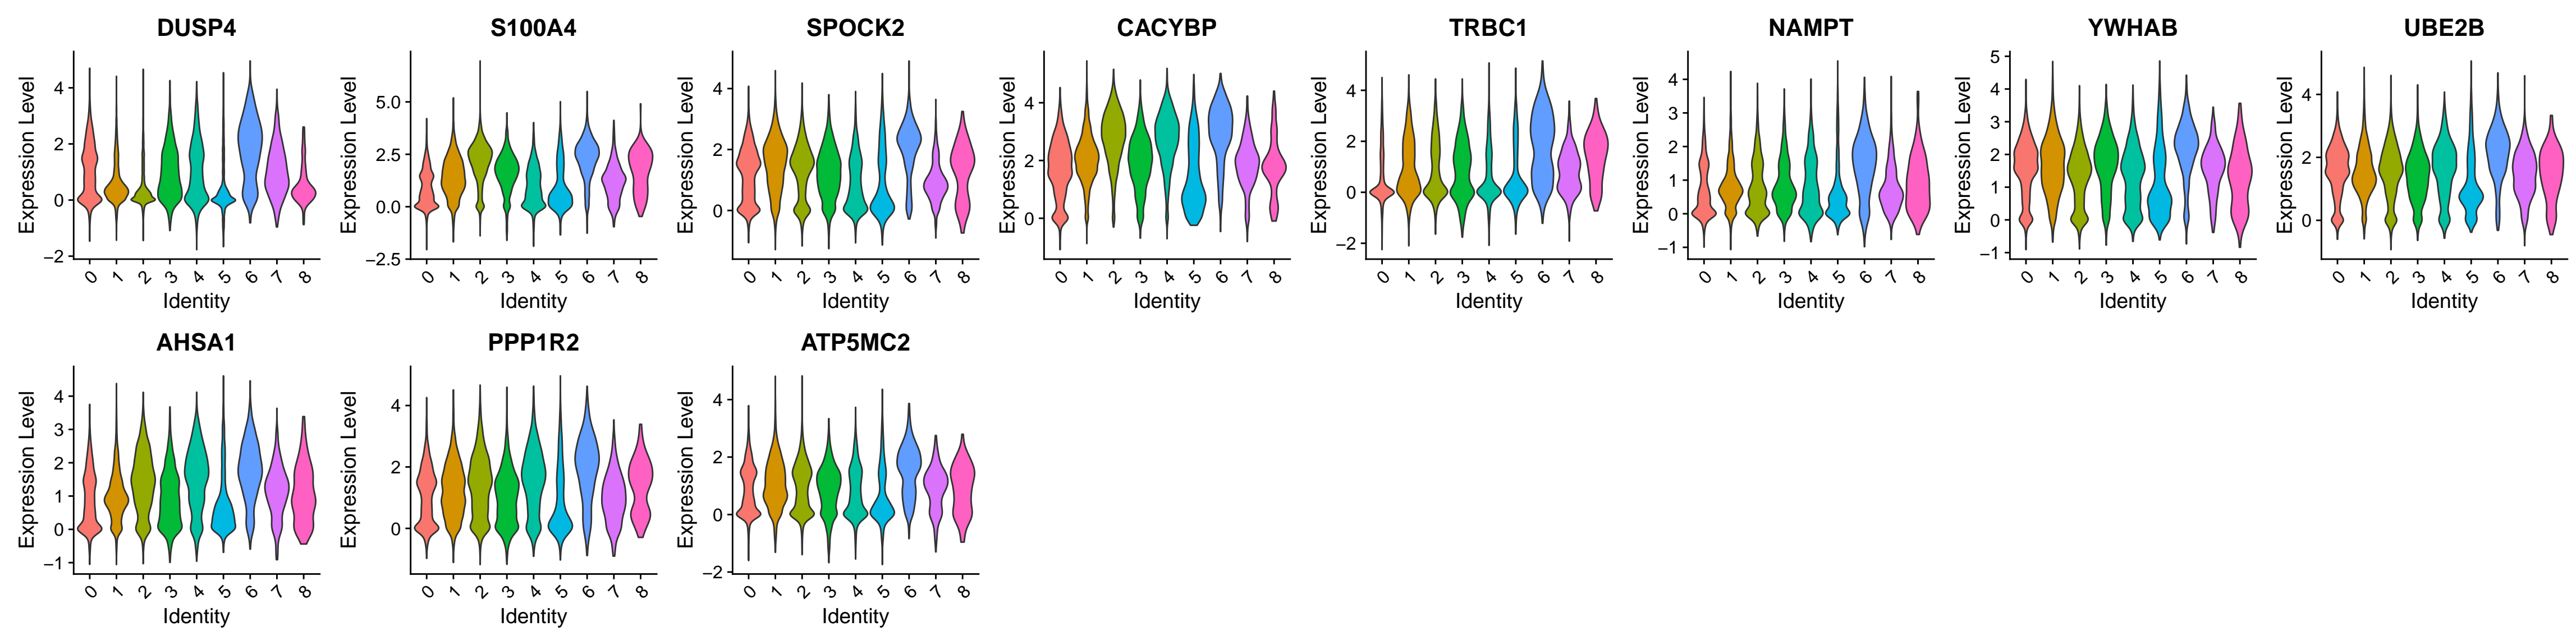 DUSP4 S100A4 SPOCK2 CACYBP TRBC1 NAMPT YWHAB UBE2B
Expression Level
4
2
0
−2
0 1 2 3 4 5 6 7 8
Identity
Expression Level
5.0
2.5
0.0
−2.5
0 1 2 3 4 5 6 7 8
Identity
Expression Level
4
2
0
0 1 2 3 4 5 6 7 8
Identity
Expression Level
4
2
0
0 1 2 3 4 5 6 7 8
Identity
Expression Level
4
2
0
−2
0 1 2 3 4 5 6 7 8
Identity
Expression Level
4
3
2
1
0
−1
0 1 2 3 4 5 6 7 8
Identity
Expression Level
5
4
3
2
1
0
−1
0 1 2 3 4 5 6 7 8
Identity
Expression Level
4
2
0
0 1 2 3 4 5 6 7 8
Identity
AHSA1 PPP1R2 ATP5MC2
Expression Level
4
3
2
1
0
−1
0 1 2 3 4 5 6 7 8
Identity
Expression Level
4
2
0
0 1 2 3 4 5 6 7 8
Identity
Expression Level
4
2
0
−2
0 1 2 3 4 5 6 7 8
Identity